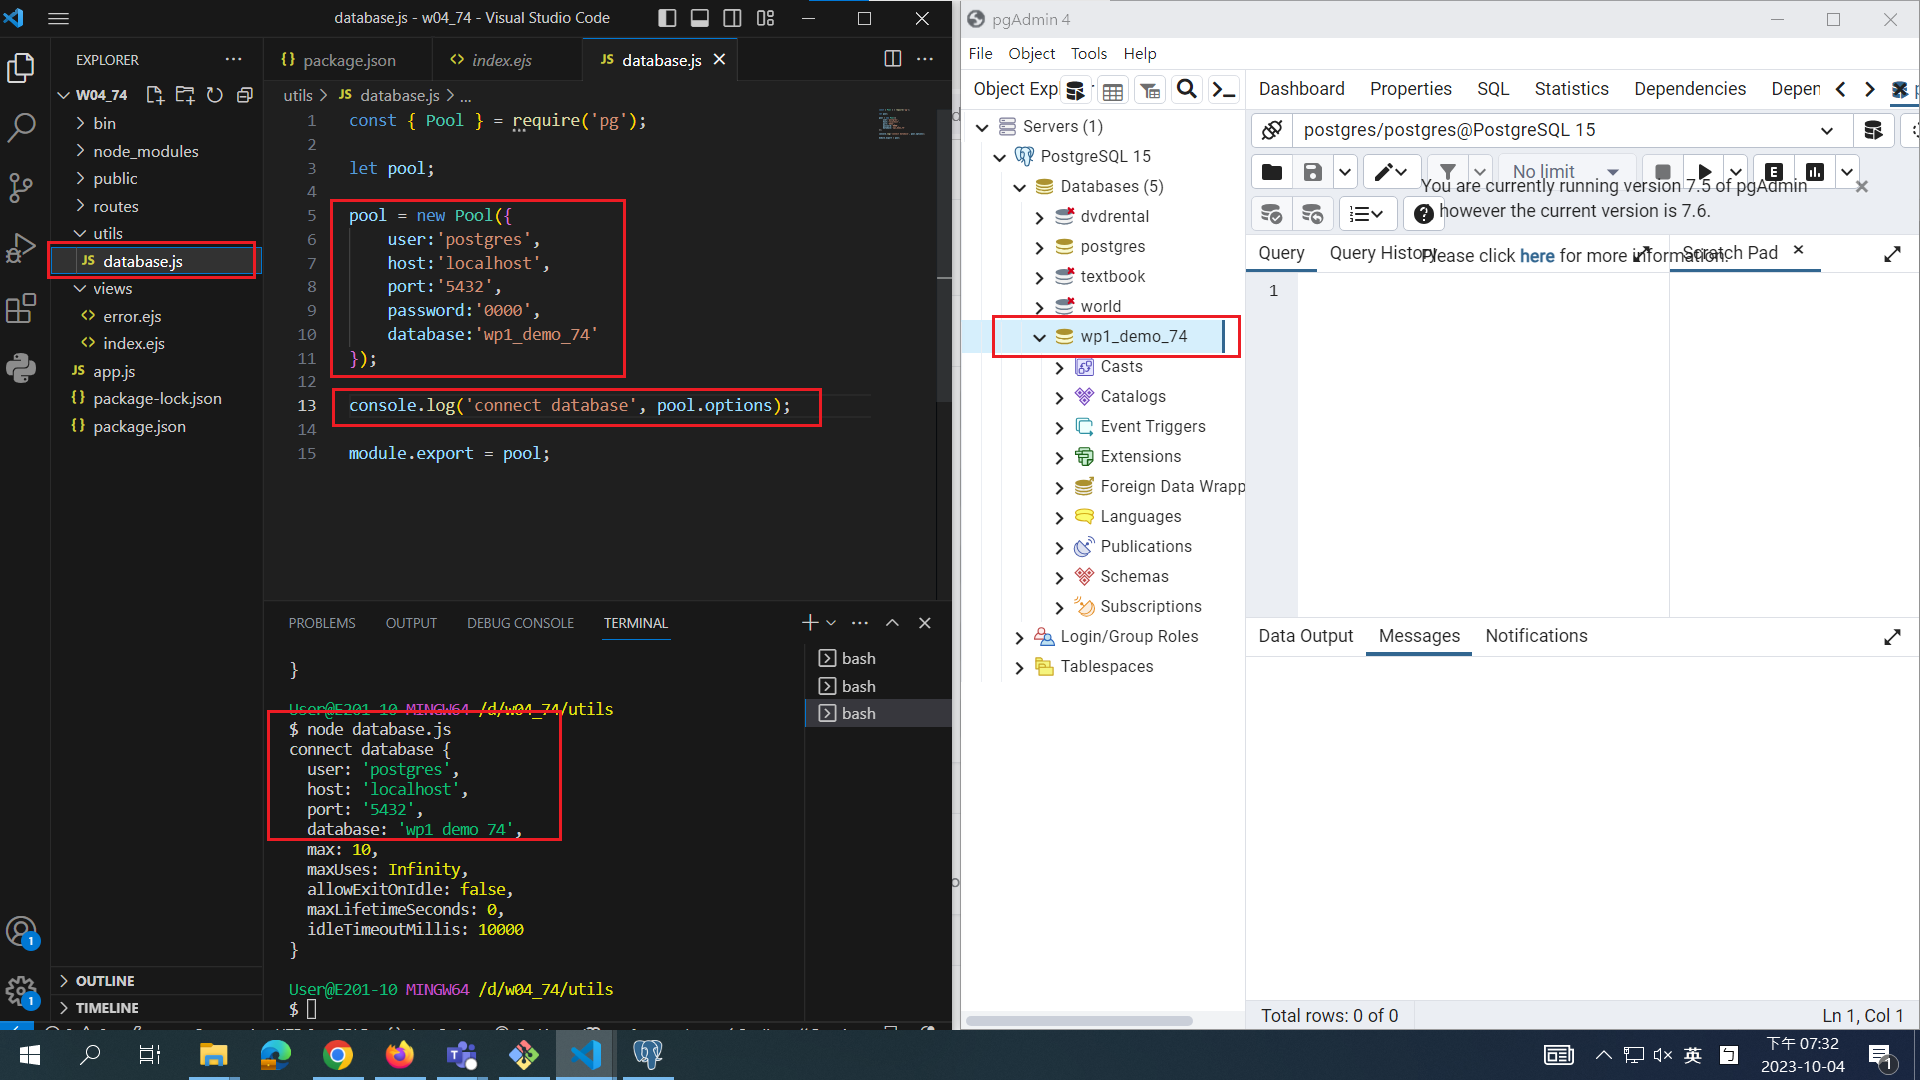 database.js - w04_74 - Visual Studio Code
EXPLORER
W04_74
bin
node_modules
public
routes
utils
JS database.js
views
<> error.ejs
<> index.ejs
JS app.js
{} package-lock.json
{} package.json
OUTLINE
TIMELINE
{} package.json
<> index.ejs
JS database.js
utils > JS database.js > ...
1 const { Pool } = require('pg');
2
3 let pool;
4
5 pool = new Pool({
6 user:'postgres',
7 host:'localhost',
8 port:'5432',
9 password:'0000',
10 database:'wp1_demo_74'
11 });
12
13 console.log('connect database', pool.options);
14
15 module.export = pool;
PROBLEMS OUTPUT DEBUG CONSOLE TERMINAL
}
User@E201-10 MINGW64 /d/w04_74/utils
$ node database.js
connect database {
user: 'postgres',
host: 'localhost',
port: '5432',
database: 'wp1_demo_74',
max: 10,
maxUses: Infinity,
allowExitOnIdle: false,
maxLifetimeSeconds: 0,
idleTimeoutMillis: 10000
}
User@E201-10 MINGW64 /d/w04_74/utils
$
bash
bash
bash
1
1
pgAdmin 4
File Object Tools Help
Object Exp
Servers (1)
PostgreSQL 15
Databases (5)
dvdrental
postgres
textbook
world
wp1_demo_74
Casts
Catalogs
Event Triggers
Extensions
Foreign Data Wrapp
Languages
Publications
Schemas
Subscriptions
Login/Group Roles
Tablespaces
Dashboard Properties SQL Statistics Dependencies Depen
postgres/postgres@PostgreSQL 15
No limit
E
You are currently running version 7.5 of pgAdmin
however the current version is 7.6.
Please click here for more information.
Query Query History
Scratch Pad
1
Data Output Messages Notifications
Total rows: 0 of 0
Ln 1, Col 1
英
下午 07:32
2023-10-04
1